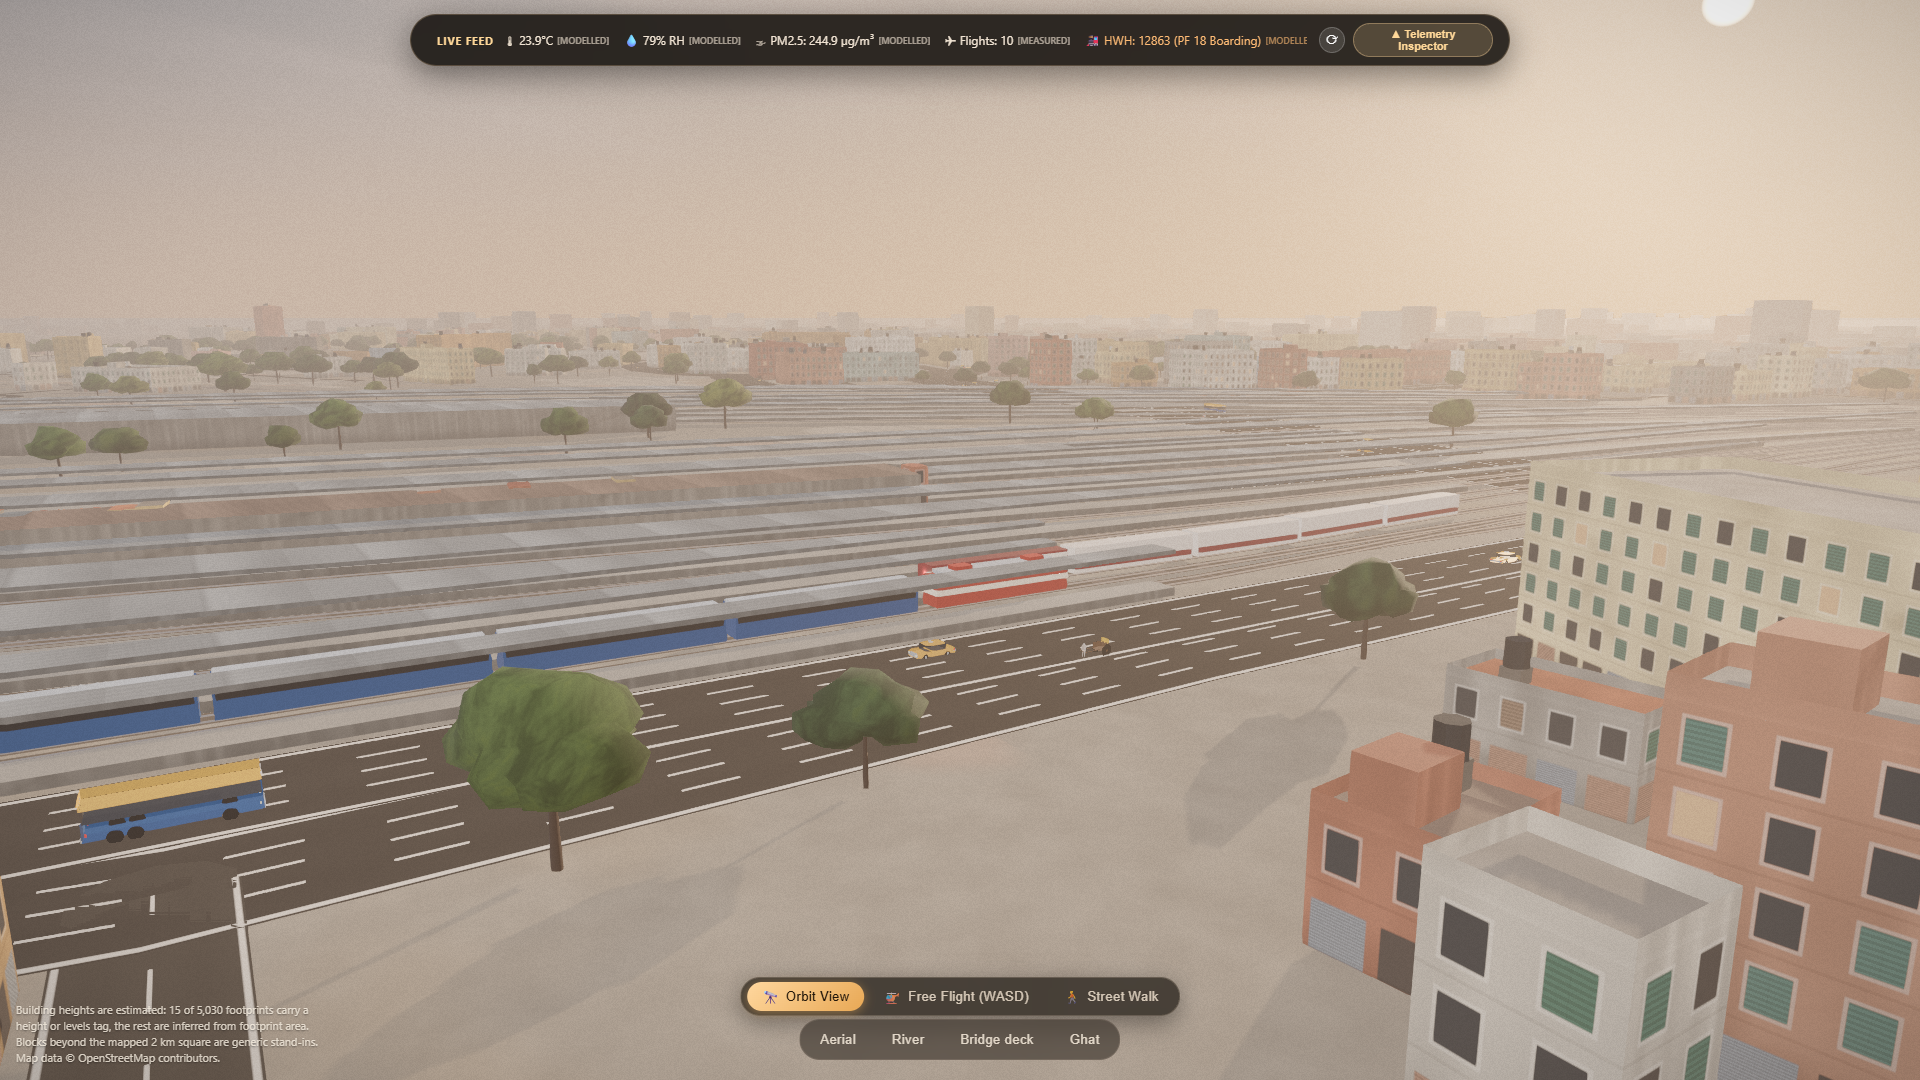 LIVE FEED 23.9°C [MODELLED] 79% RH [MODELLED] PM2.5: 244.9 µg/m³ [MODELLED] Flights: 10 [MEASURED] HWH: 12863 (PF 18 Boarding) [MODELLE
▲ Telemetry
Inspector
Orbit View Free Flight (WASD) Street Walk
Aerial River Bridge deck Ghat
Building heights are estimated: 15 of 5,030 footprints carry a
height or levels tag, the rest are inferred from footprint area.
Blocks beyond the mapped 2 km square are generic stand-ins.
Map data © OpenStreetMap contributors.